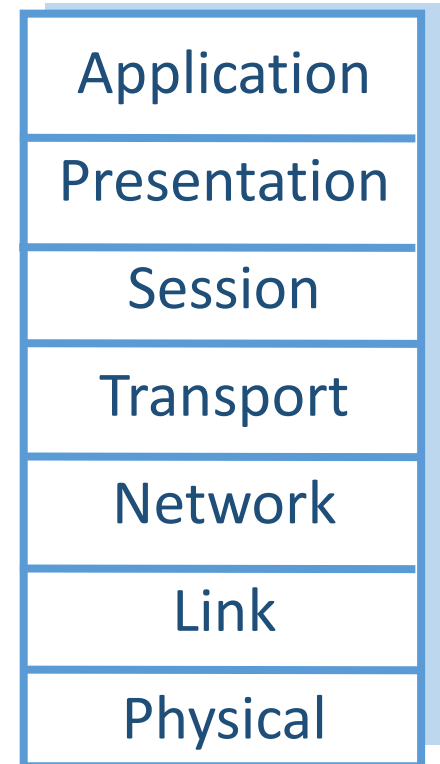 Application
Presentation
Session
Transport
Network
Link
Physical